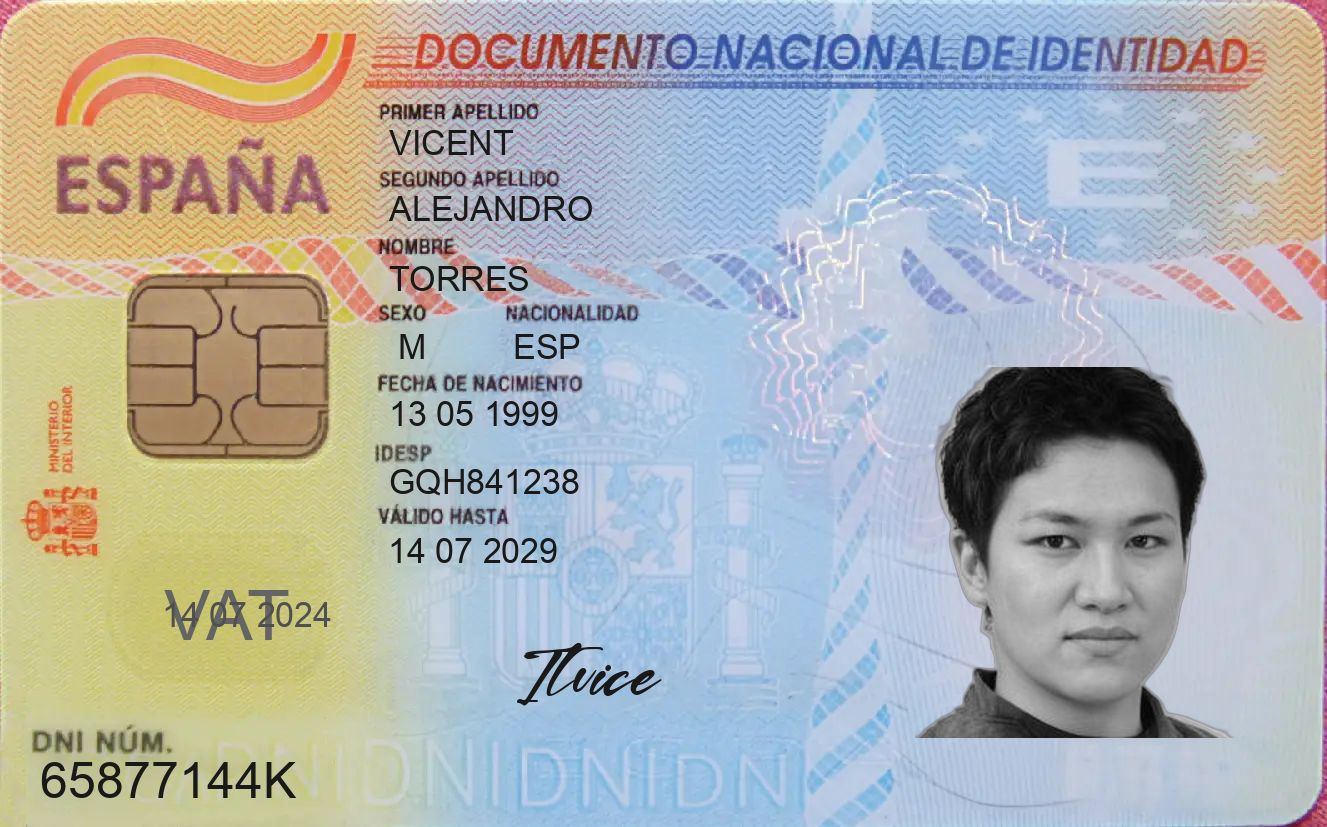 DOCUMENTO NACIONAL DE IDENTIDAD
ESPAÑA
PRIMER APELLIDO
VICENT
SEGUNDO APELLIDO
ALEJANDRO
NOMBRE
TORRES
SEXO NACIONALIDAD
M ESP
FECHA DE NACIMIENTO
13 05 1999
IDESP
GQH841238
VÁLIDO HASTA
14 07 2029
MINISTERIO
DEL INTERIOR
E
VAT
14 07 2024
DNI NÚM.
65877144K
DNIDNIDNIDNI